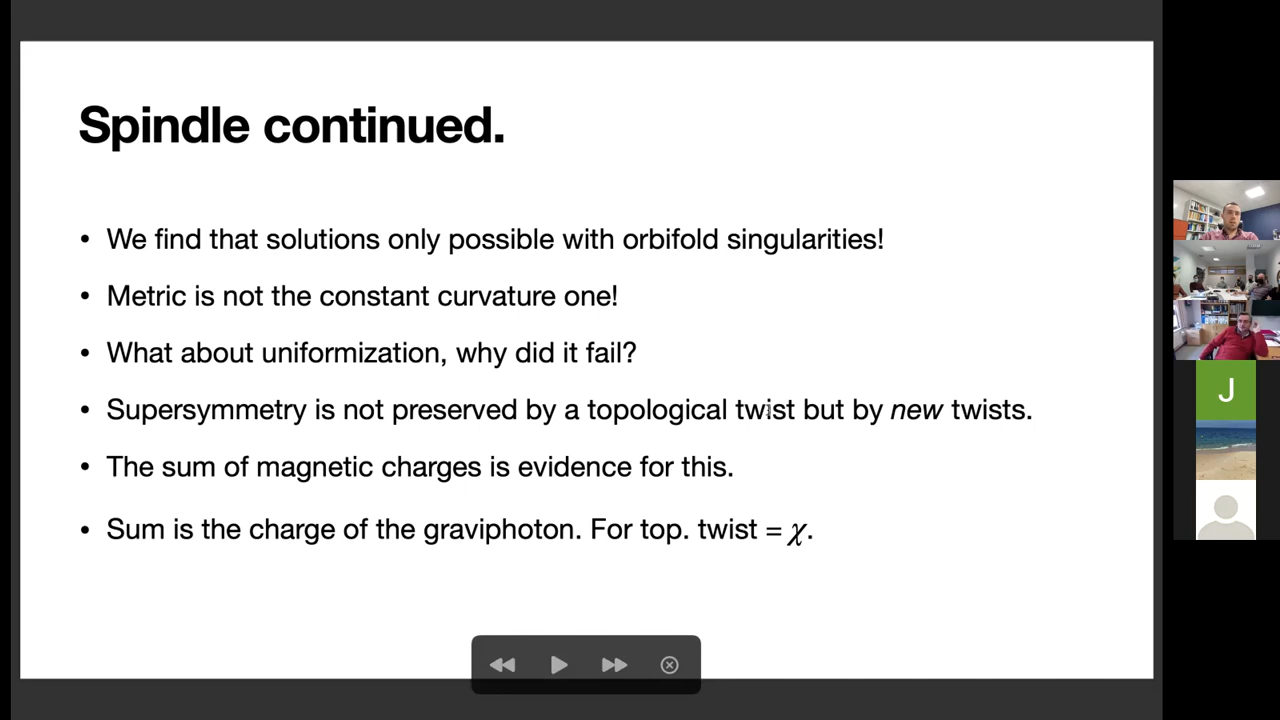 Spindle continued.
• We find that solutions only possible with orbifold singularities!
• Metric is not the constant curvature one!
• What about uniformization, why did it fail?
• Supersymmetry is not preserved by a topological twist but by new twists.
• The sum of magnetic charges is evidence for this.
• Sum is the charge of the graviphoton. For top. twist = χ.
J